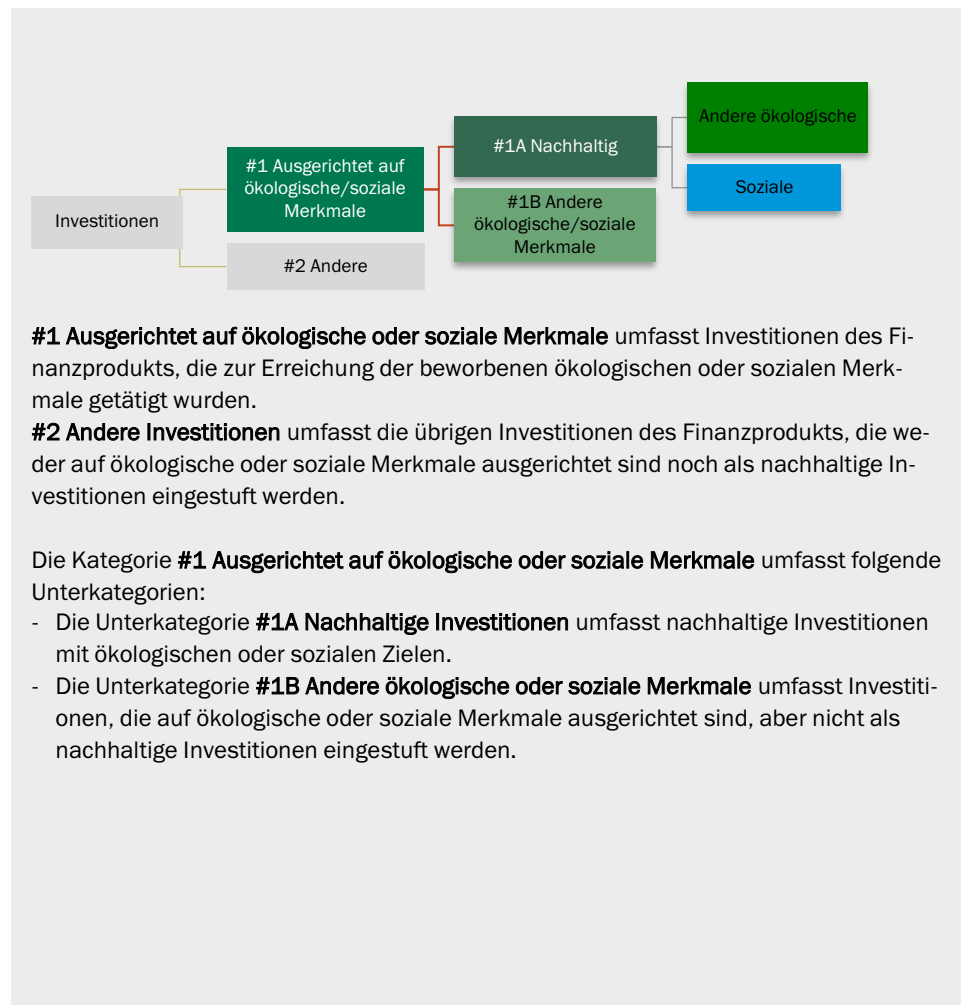 Andere ökologische
#1A Nachhaltig
#1 Ausgerichtet auf
ökologische/soziale
Merkmale
Soziale
#1B Andere
ökologische/soziale
Merkmale
Investitionen
#2 Andere
#1 Ausgerichtet auf ökologische oder soziale Merkmale umfasst Investitionen des Fi-
nanzprodukts, die zur Erreichung der beworbenen ökologischen oder sozialen Merk-
male getätigt wurden.
#2 Andere Investitionen umfasst die übrigen Investitionen des Finanzprodukts, die we-
der auf ökologische oder soziale Merkmale ausgerichtet sind noch als nachhaltige In-
vestitionen eingestuft werden.
Die Kategorie #1 Ausgerichtet auf ökologische oder soziale Merkmale umfasst folgende
Unterkategorien:
- Die Unterkategorie #1A Nachhaltige Investitionen umfasst nachhaltige Investitionen
mit ökologischen oder sozialen Zielen.
- Die Unterkategorie #1B Andere ökologische oder soziale Merkmale umfasst Investiti-
onen, die auf ökologische oder soziale Merkmale ausgerichtet sind, aber nicht als
nachhaltige Investitionen eingestuft werden.